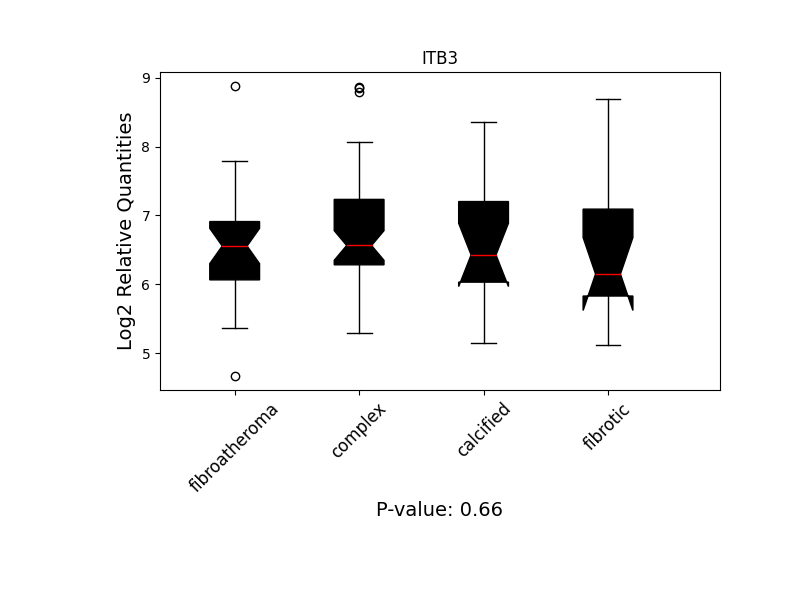 ITB3
Log2 Relative Quantities
9
8
7
6
5
fibroatheroma
complex
calcified
fibrotic
P-value: 0.66